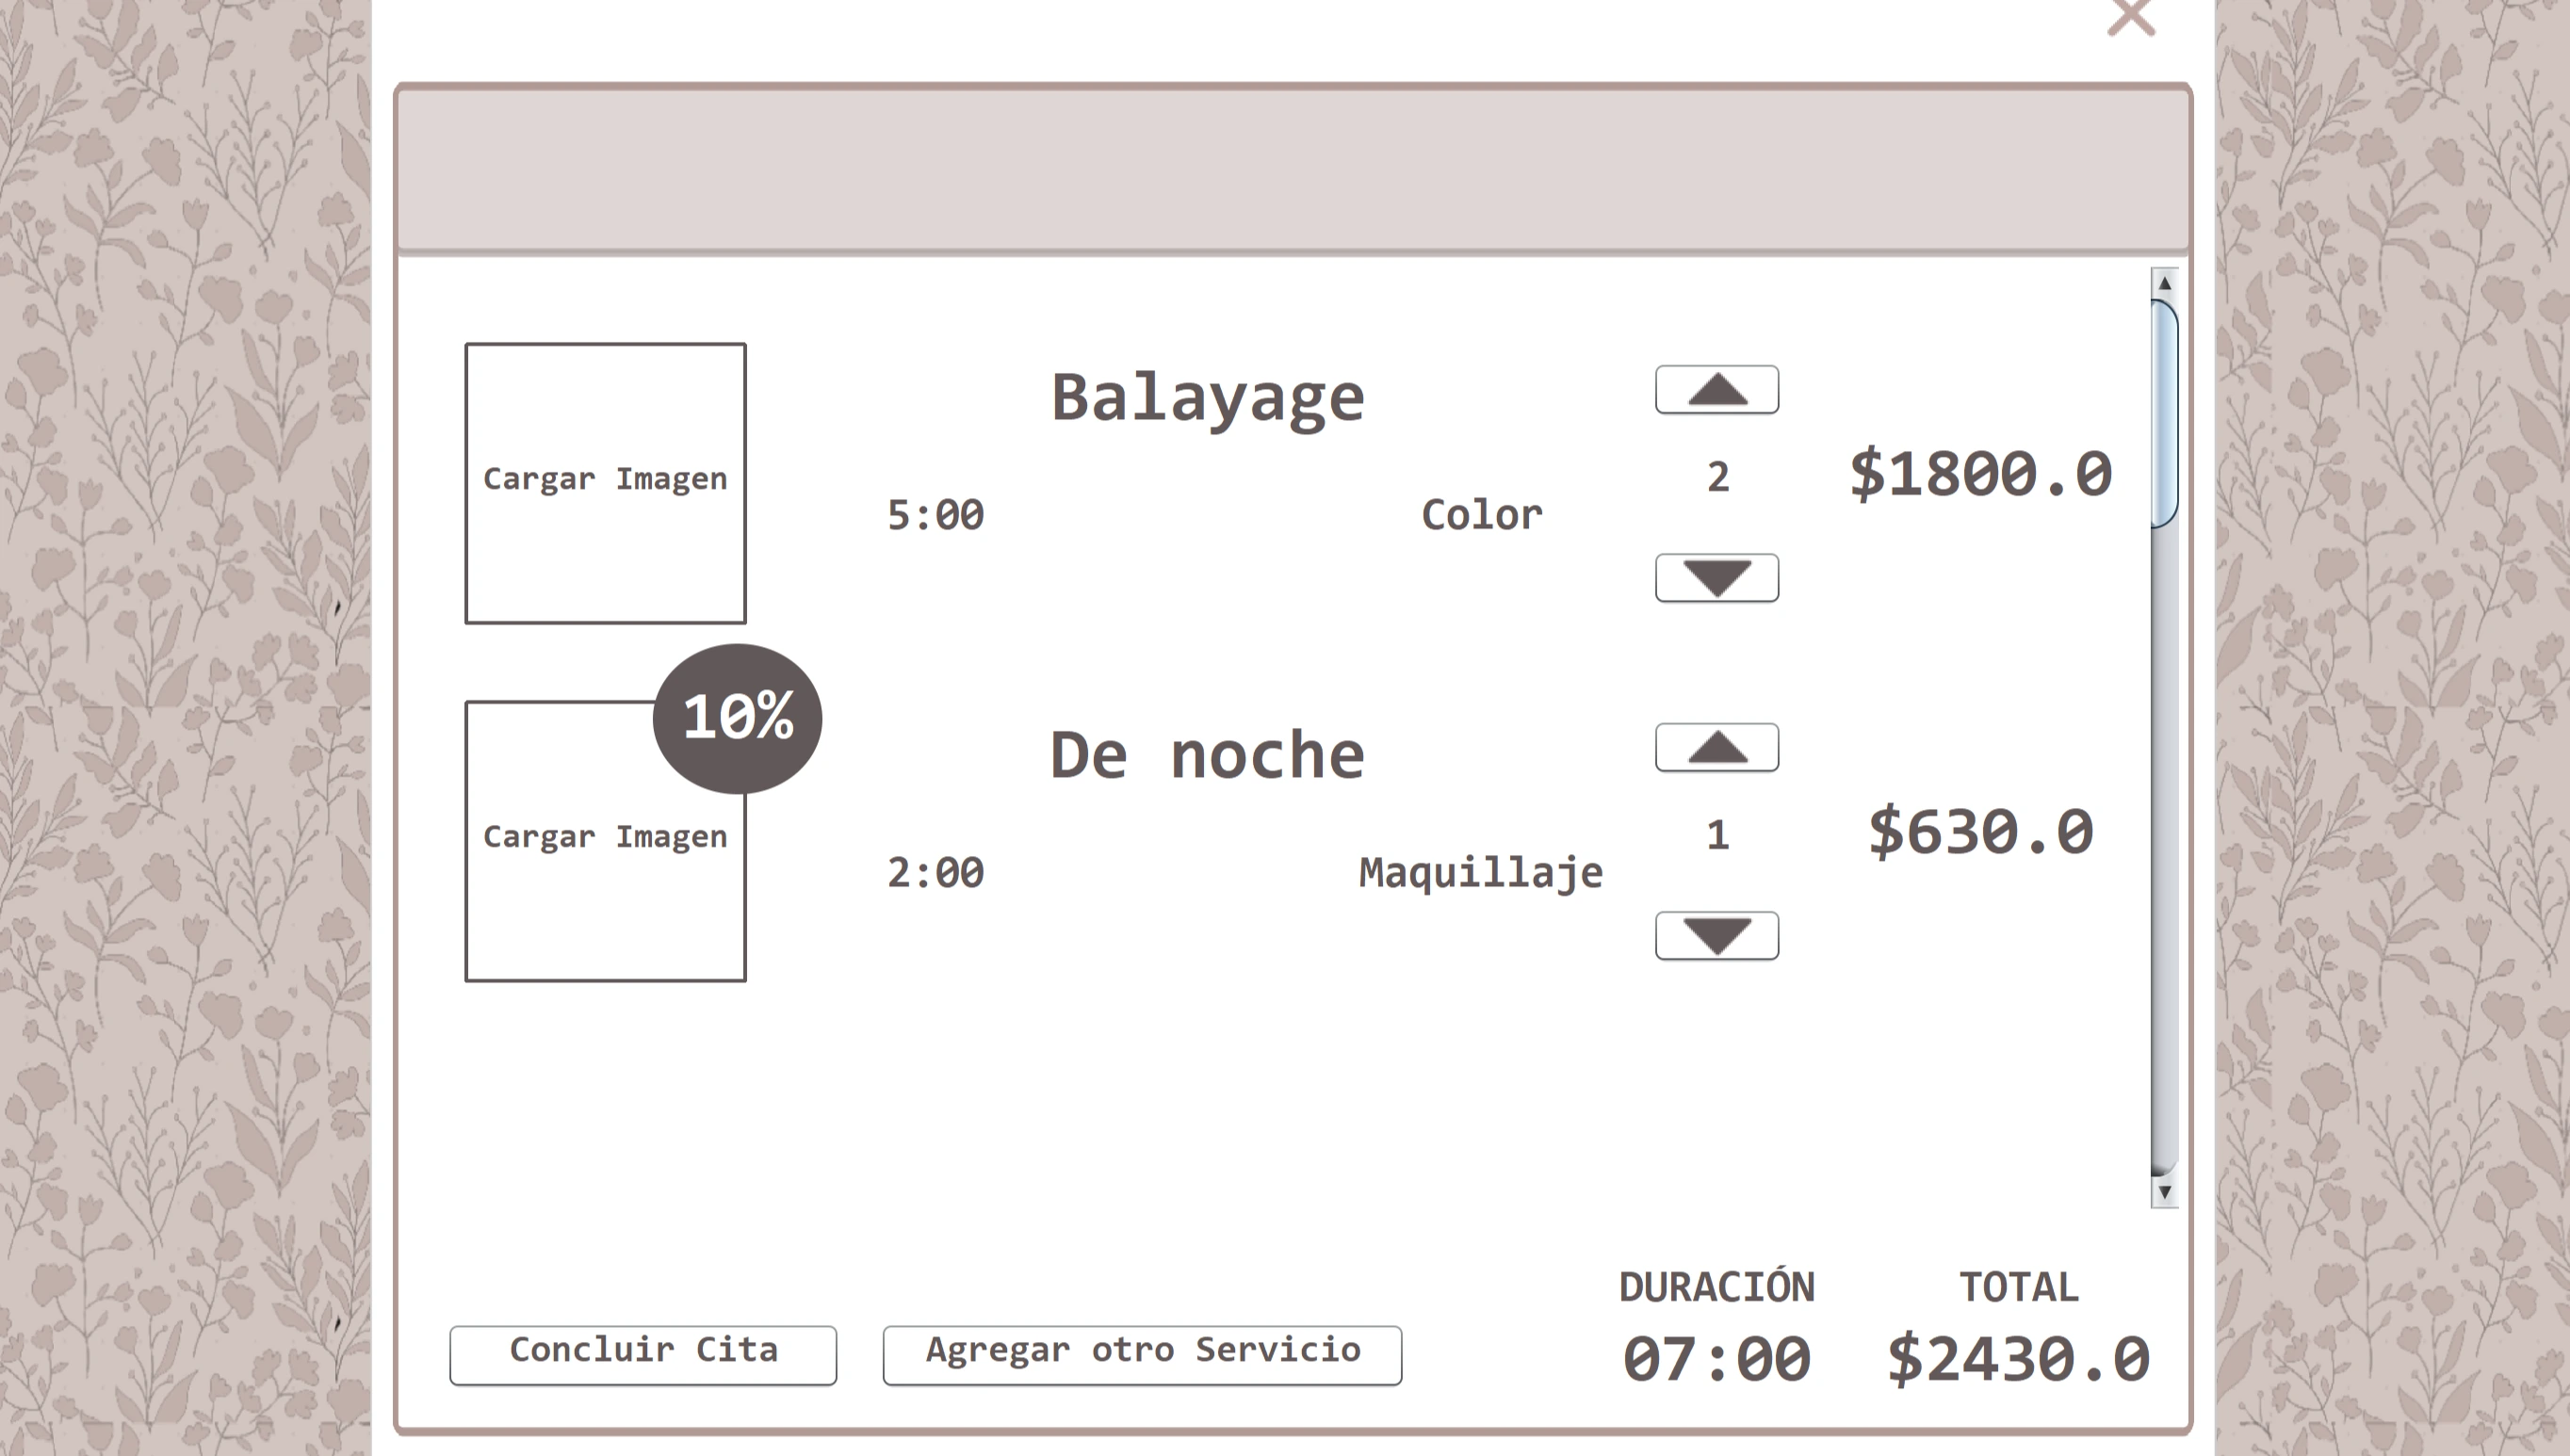 Cargar Imagen
Balayage
5:00
Color
2
$1800.0
10%
Cargar Imagen
De noche
2:00
Maquillaje
1
$630.0
DURACIÓN
TOTAL
Concluir Cita
Agregar otro Servicio
07:00
$2430.0